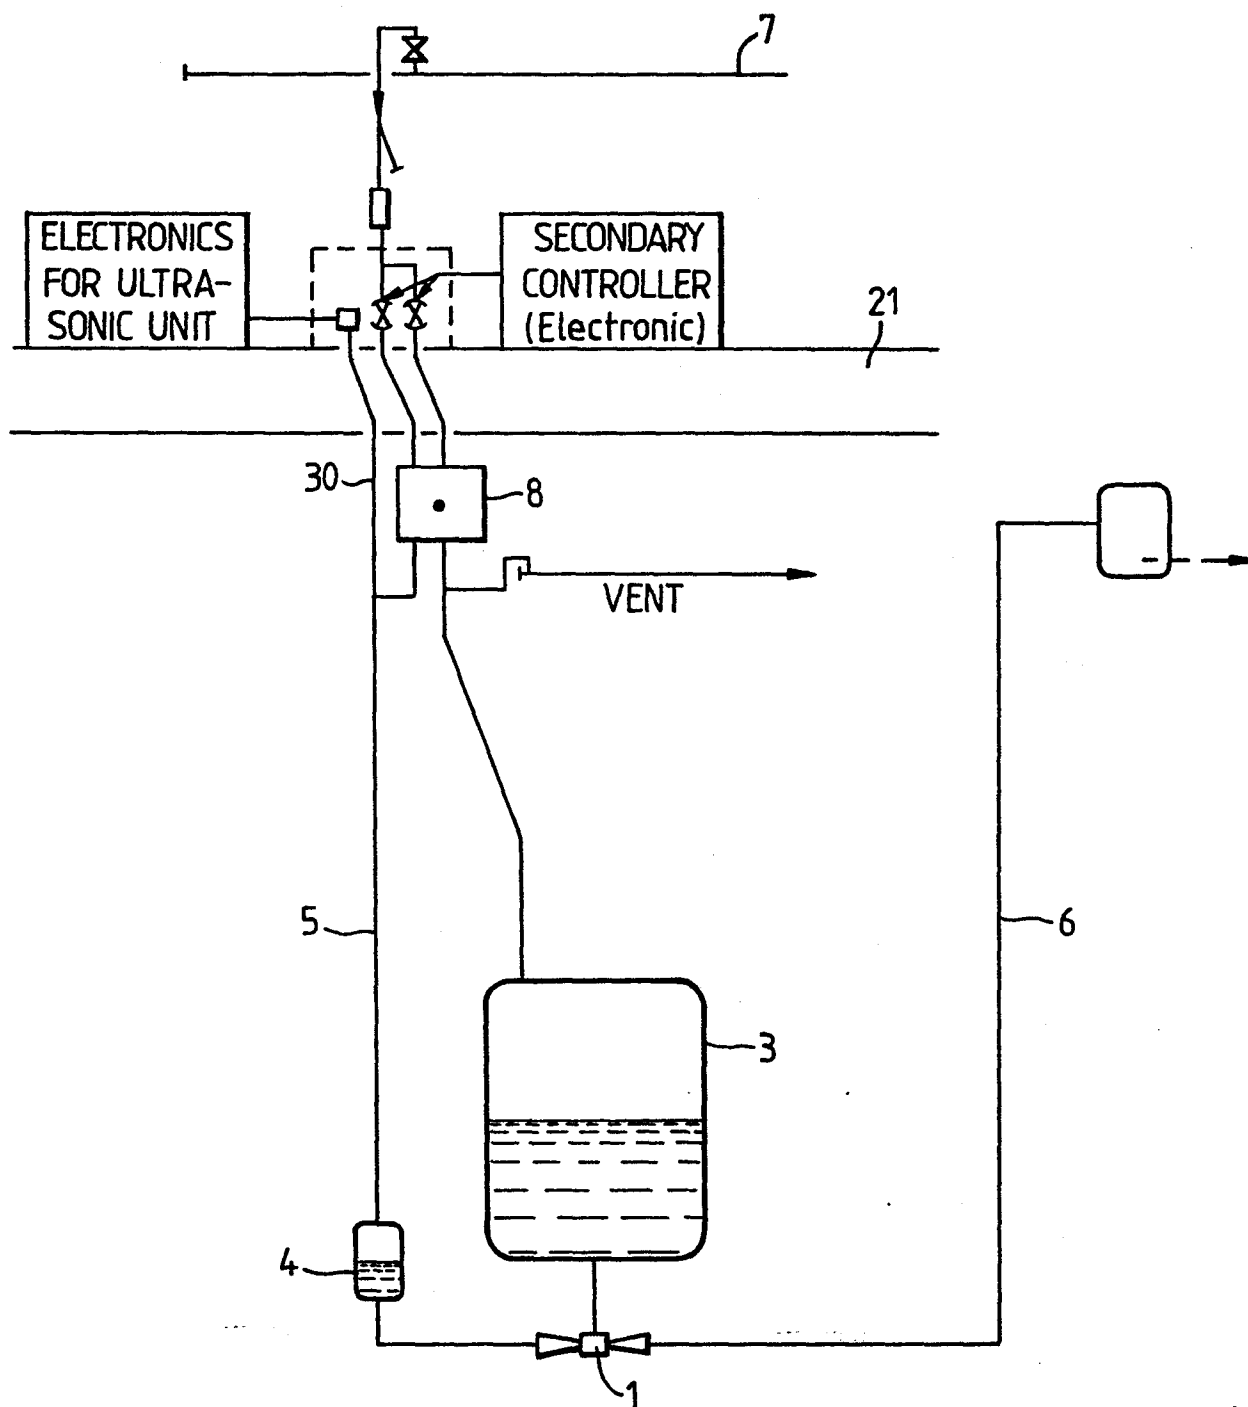 7
ELECTRONICS
FOR ULTRA-
SONIC UNIT
SECONDARY
CONTROLLER
(Electronic)
21
30
8
VENT
5
6
3
4
1